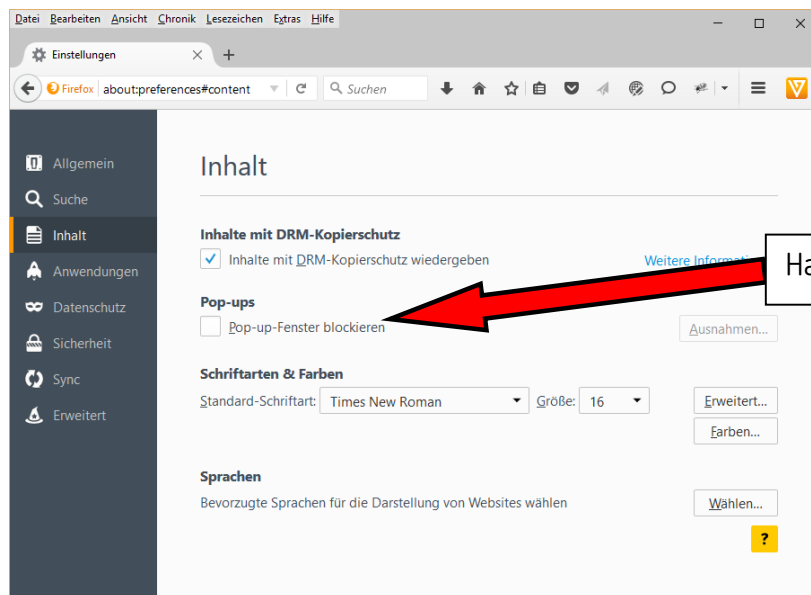 Datei Bearbeiten Ansicht Chronik Lesezeichen Extras Hilfe
Einstellungen
Firefox about:preferences#content Suchen
Allgemein
Suche
Inhalt
Anwendungen
Datenschutz
Sicherheit
Sync
Erweitert
Inhalt
Inhalte mit DRM-Kopierschutz
Inhalte mit DRM-Kopierschutz wiedergeben Weitere
Pop-ups
Pop-up-Fenster blockieren Ausnahmen...
Schriftarten & Farben
Standard-Schriftart: Times New Roman Größe: 16 Erweitert...
Farben...
Sprachen
Bevorzugte Sprachen für die Darstellung von Websites wählen Wählen...
?